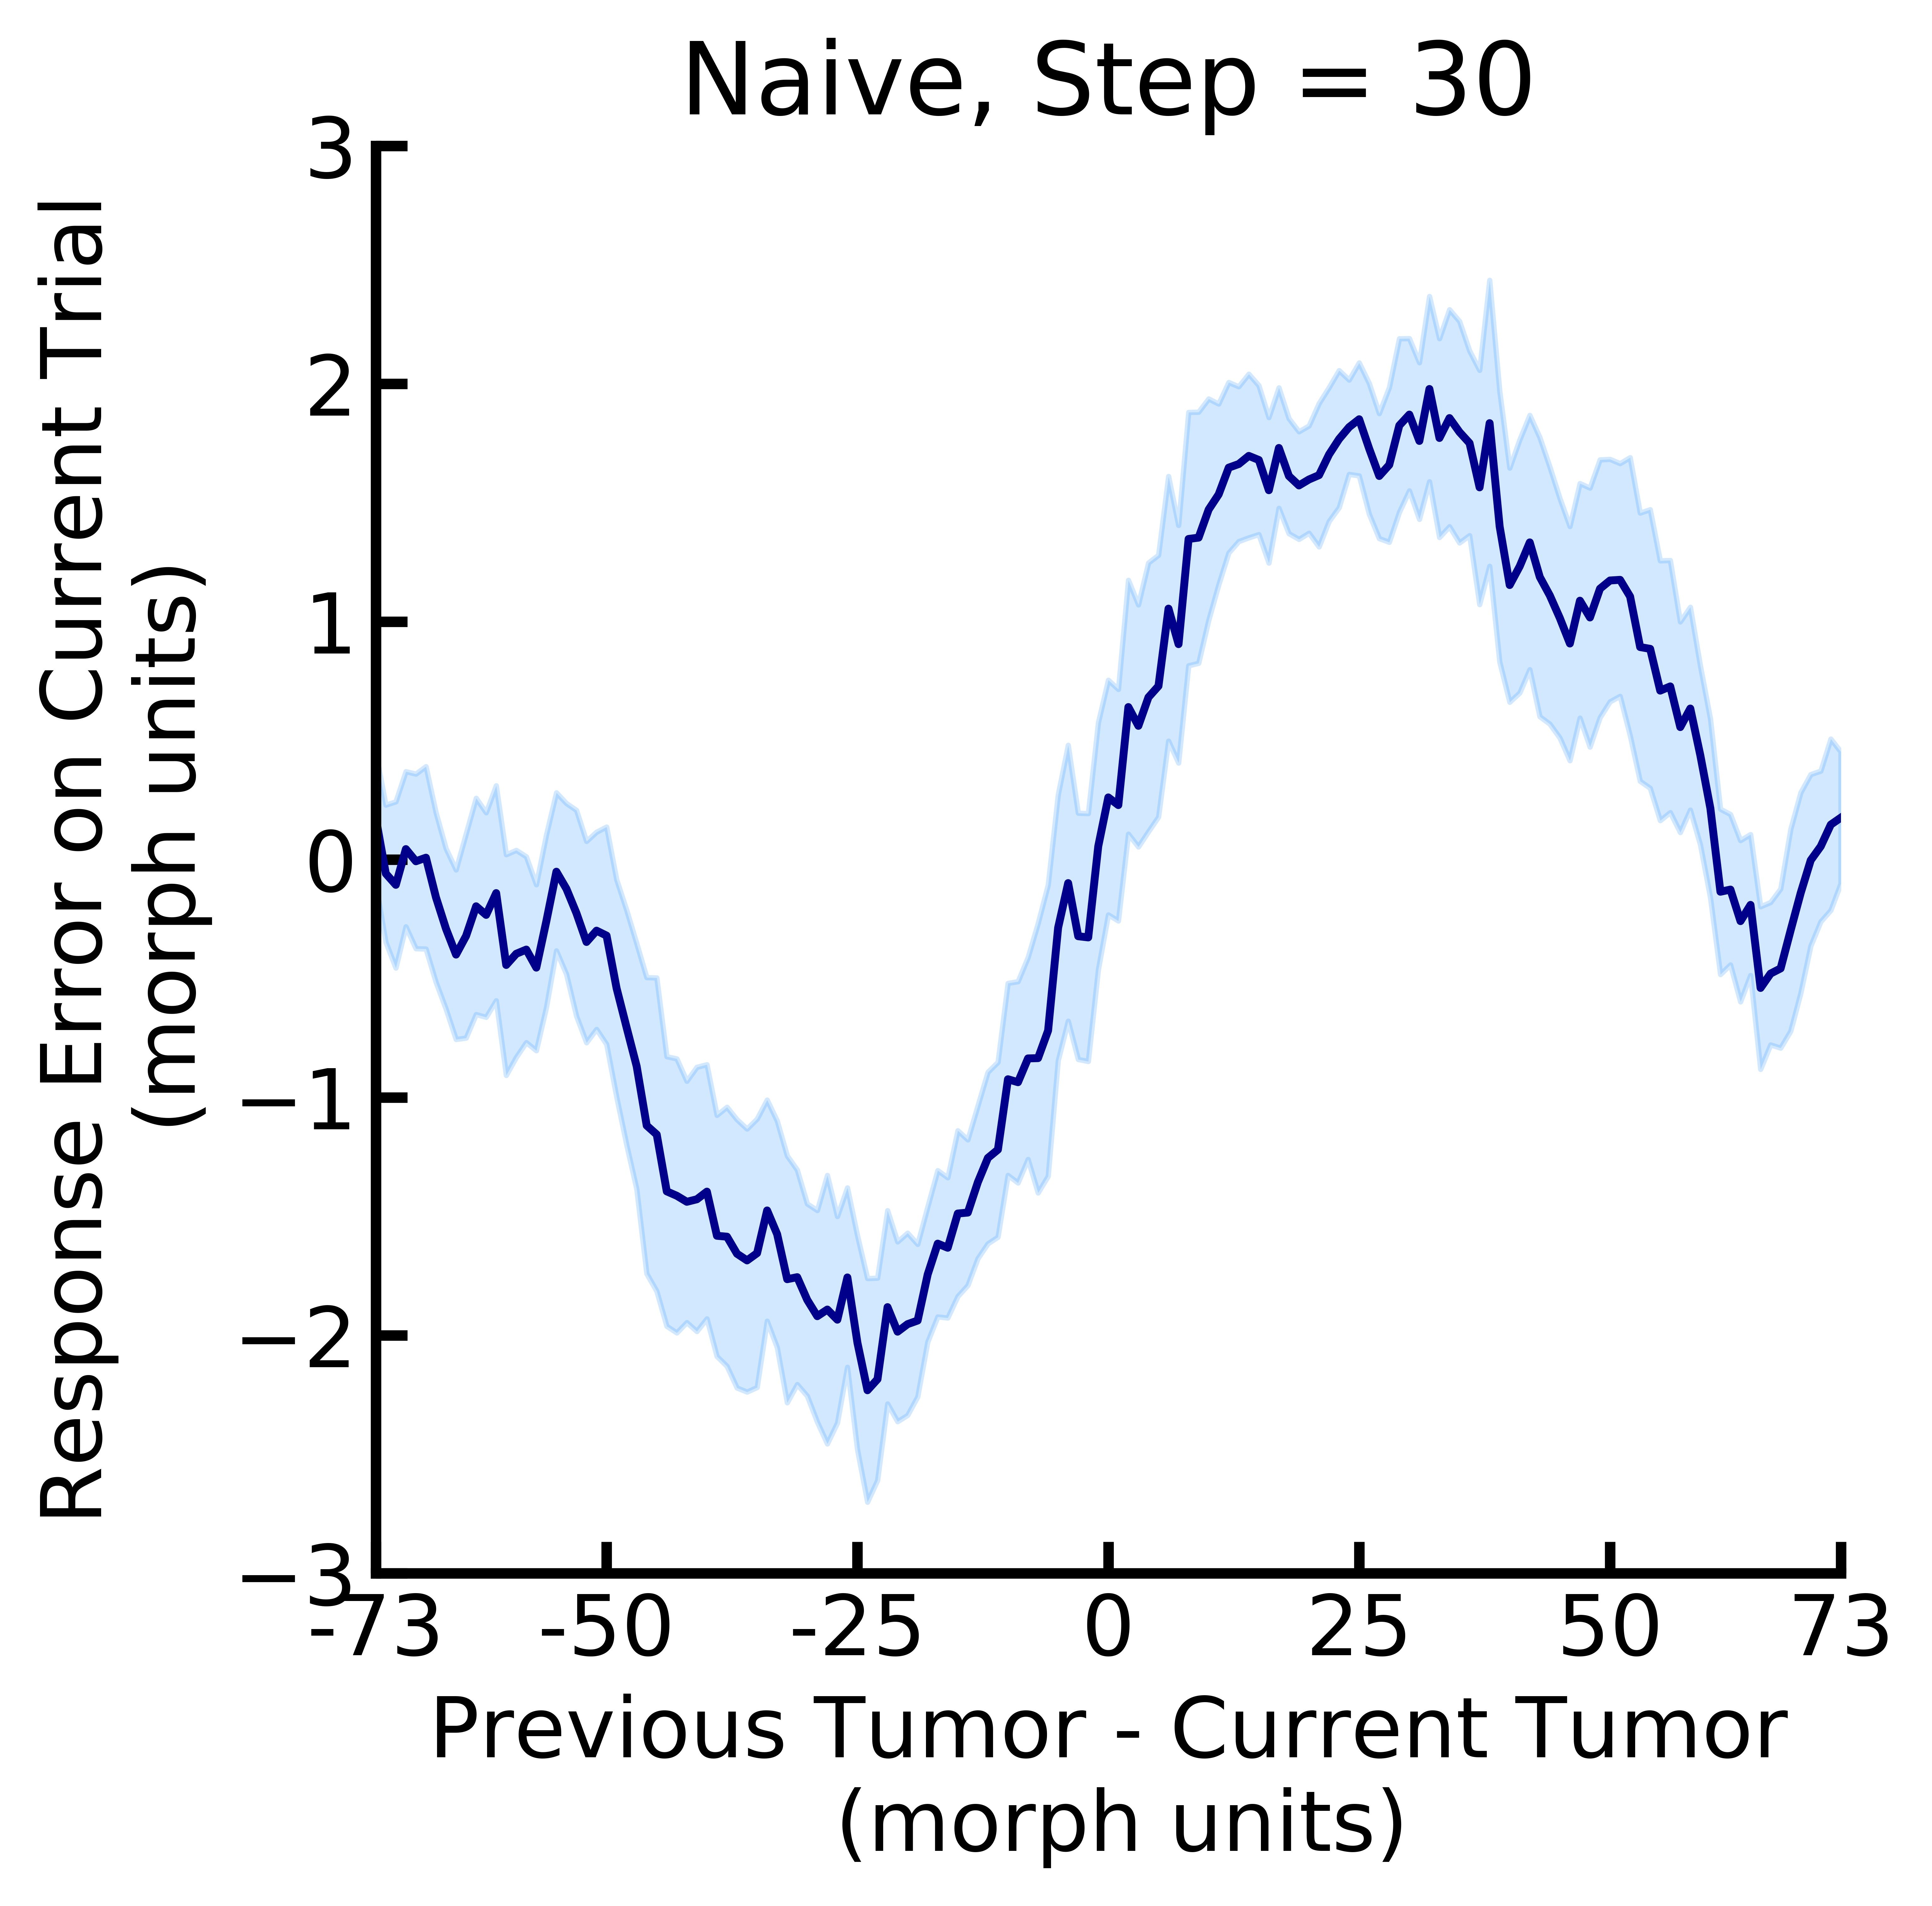 Naive, Step = 30
Response Error on Current Trial
(morph units)
3
2
1
0
−1
−2
−3
-73 -50 -25 0 25 50 73
Previous Tumor - Current Tumor
(morph units)